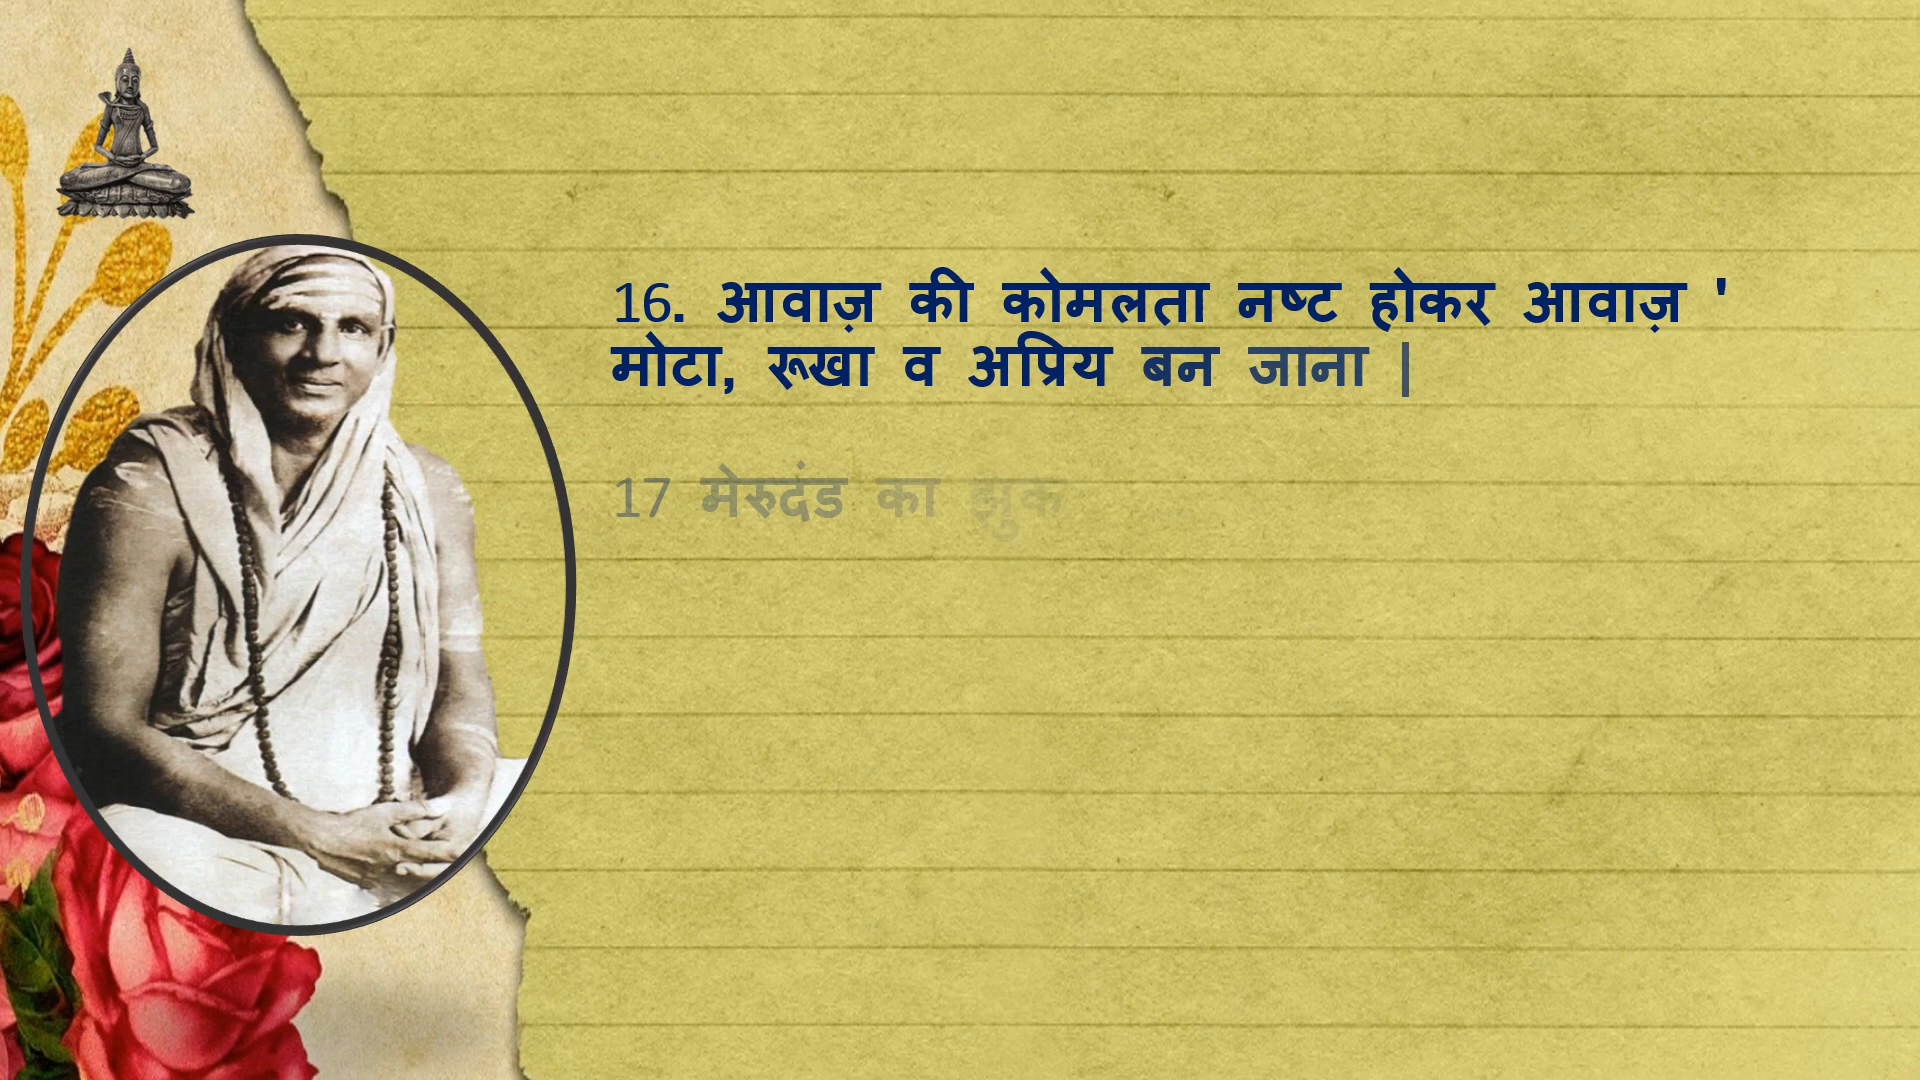 16. आवाज़ की कोमलता नष्ट होकर आवाज़ '
मोटा, रूखा व अप्रिय बन जाना |
17 मेरुदंड का झुक